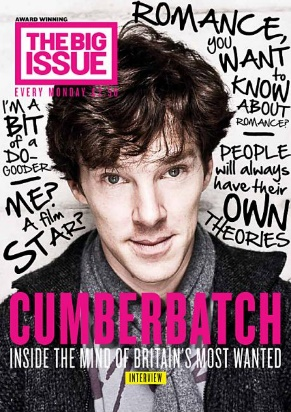 AWARD WINNING
THE BIG
ISSUE
EVERY MONDAY
ROMANCE,
you
WANT
to
KNOW
ABOUT
ROMANCE?
I'M A
BIT
of a
DO-
GOODER
ME?
A film
STAR?
PEOPLE
will always
have their
OWN
THEORIES
CUMBERBATCH
INSIDE THE MIND OF BRITAIN'S MOST WANTED
INTERVIEW